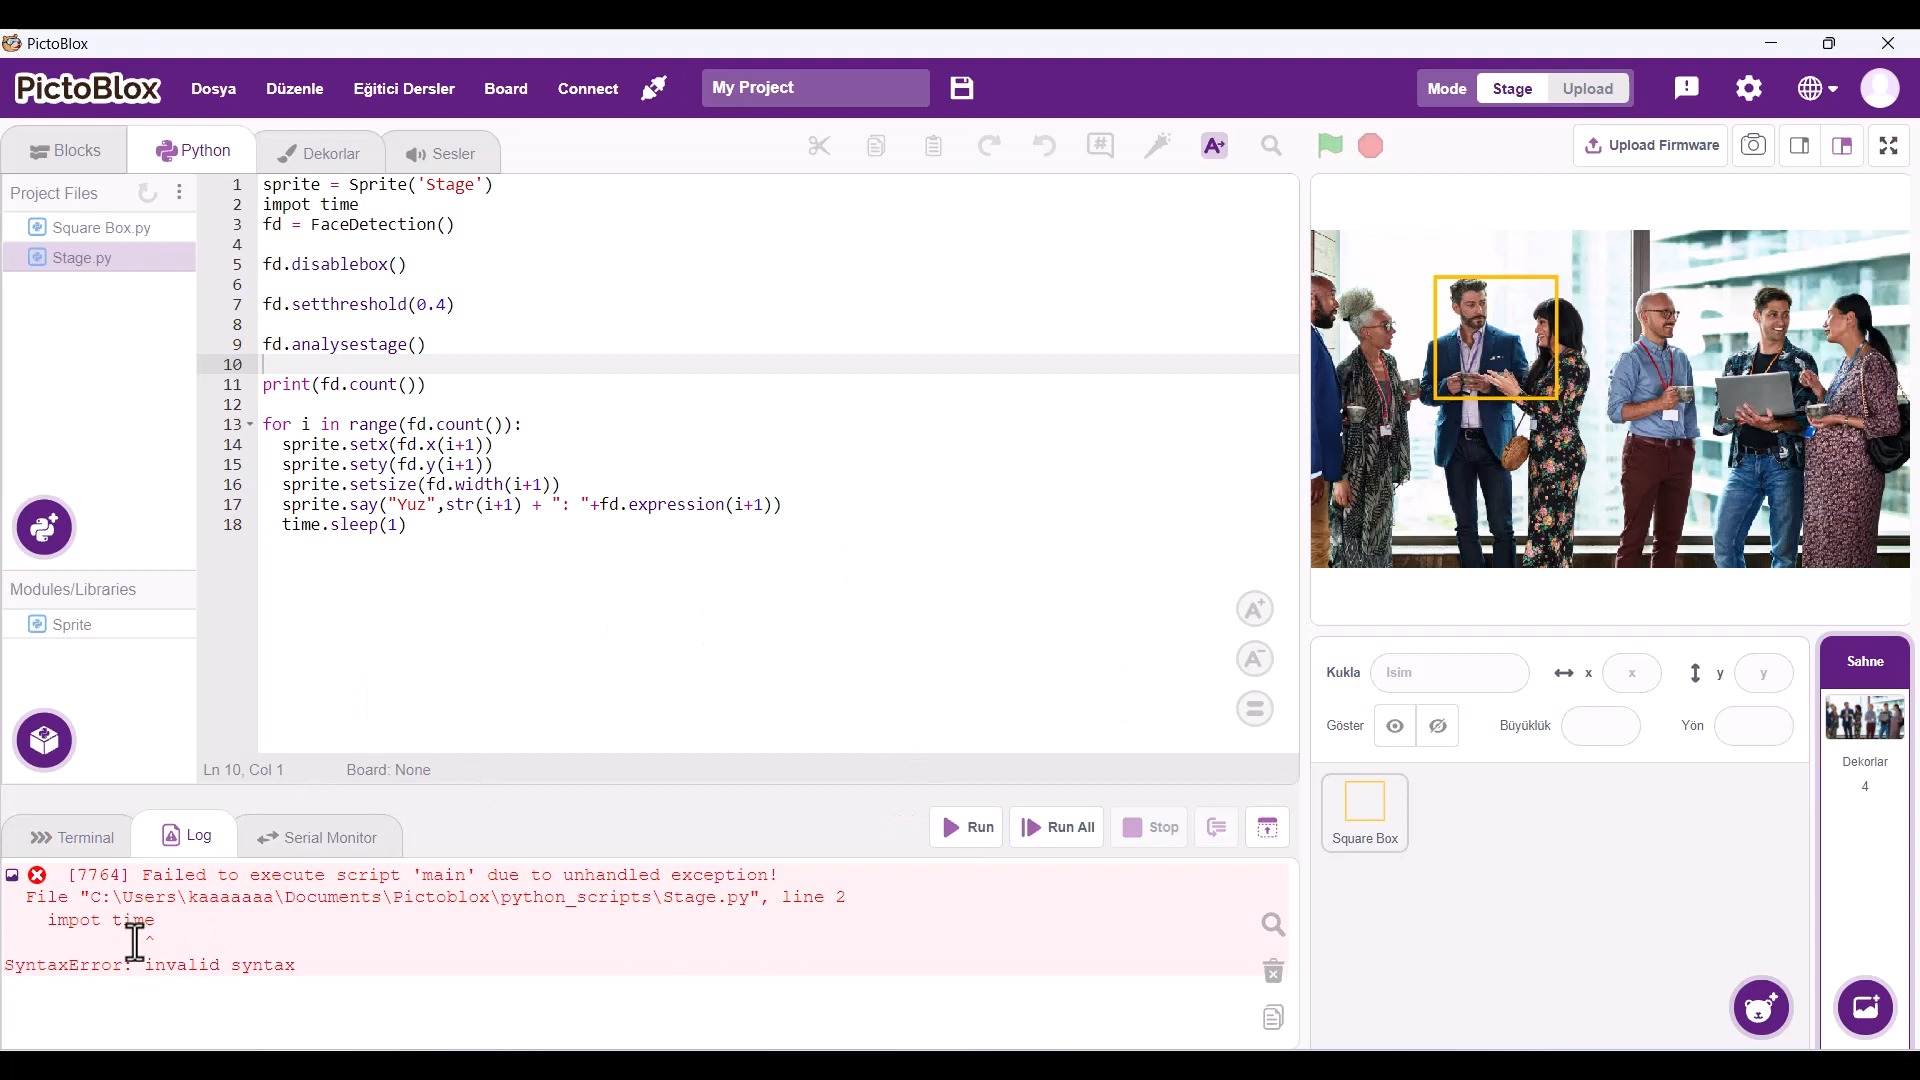 PictoBlox
PictoBlox Dosya Düzenle Eğitici Dersler Board Connect My Project Mode Stage Upload
Blocks Python Dekorlar Sesler Upload Firmware
Project Files
Square Box.py
Stage.py
1 sprite = Sprite('Stage')
2 impot time
3 fd = FaceDetection()
4
5 fd.disablebox()
6
7 fd.setthreshold(0.4)
8
9 fd.analysestage()
10
11 print(fd.count())
12
13 for i in range(fd.count()):
14 sprite.setx(fd.x(i+1))
15 sprite.sety(fd.y(i+1))
16 sprite.setsize(fd.width(i+1))
17 sprite.say("Yuz",str(i+1) + ": "+fd.expression(i+1))
18 time.sleep(1)
Modules/Libraries
Sprite
Ln 10, Col 1 Board: None
Kukla Isim x x y y
Göster Büyüklük Yön
Square Box
Sahne
Dekorlar
4
Terminal Log Serial Monitor Run Run All Stop
[7764] Failed to execute script 'main' due to unhandled exception!
File "C:\Users\kaaaaaaa\Documents\Pictoblox\python_scripts\Stage.py", line 2
impot time
^
SyntaxError: invalid syntax